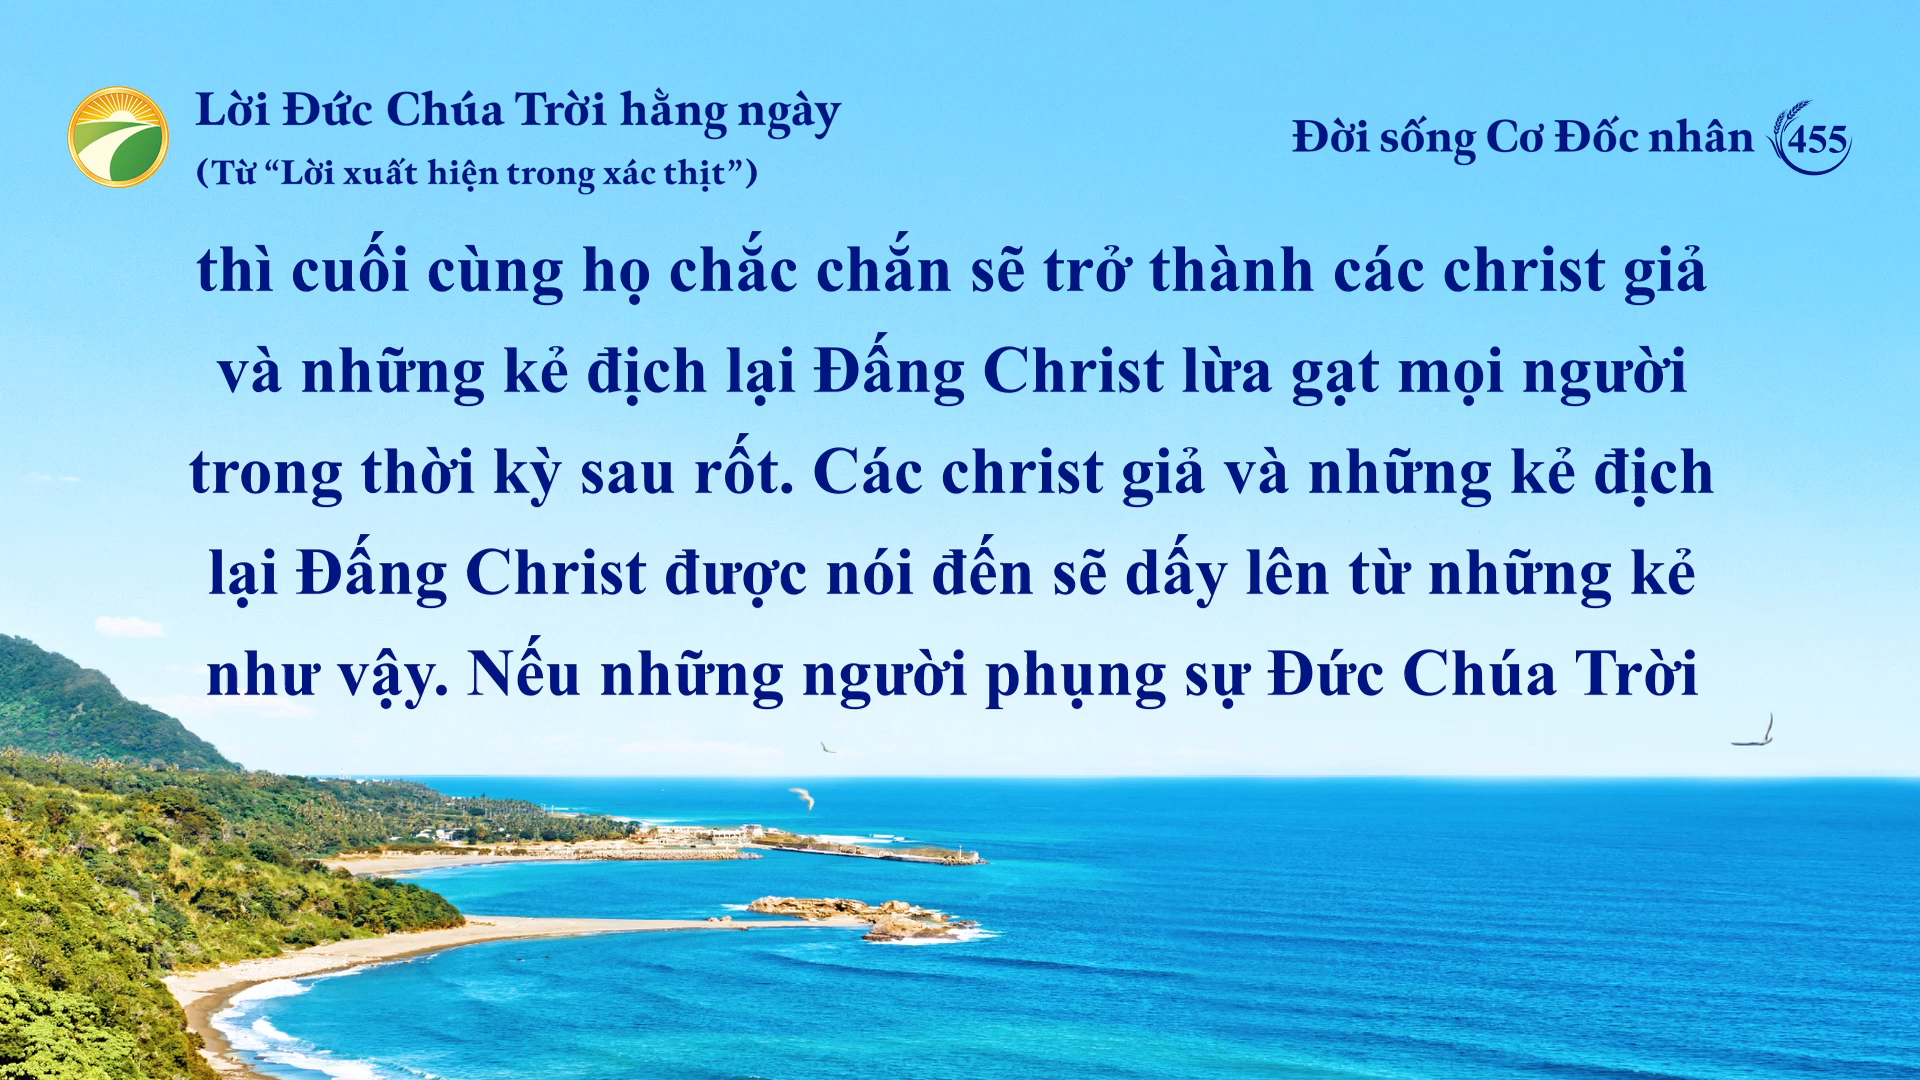 Lời Đức Chúa Trời hằng ngày
(Từ “Lời xuất hiện trong xác thịt”)
Đời sống Cơ Đốc nhân 455
thì cuối cùng họ chắc chắn sẽ trở thành các christ giả
và những kẻ địch lại Đấng Christ lừa gạt mọi người
trong thời kỳ sau rốt. Các christ giả và những kẻ địch
lại Đấng Christ được nói đến sẽ dấy lên từ những kẻ
như vậy. Nếu những người phụng sự Đức Chúa Trời